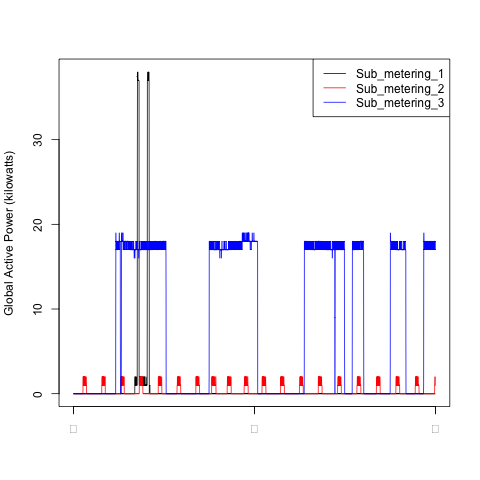 Sub_metering_1
Sub_metering_2
Sub_metering_3
Global Active Power (kilowatts)
30
20
10
0